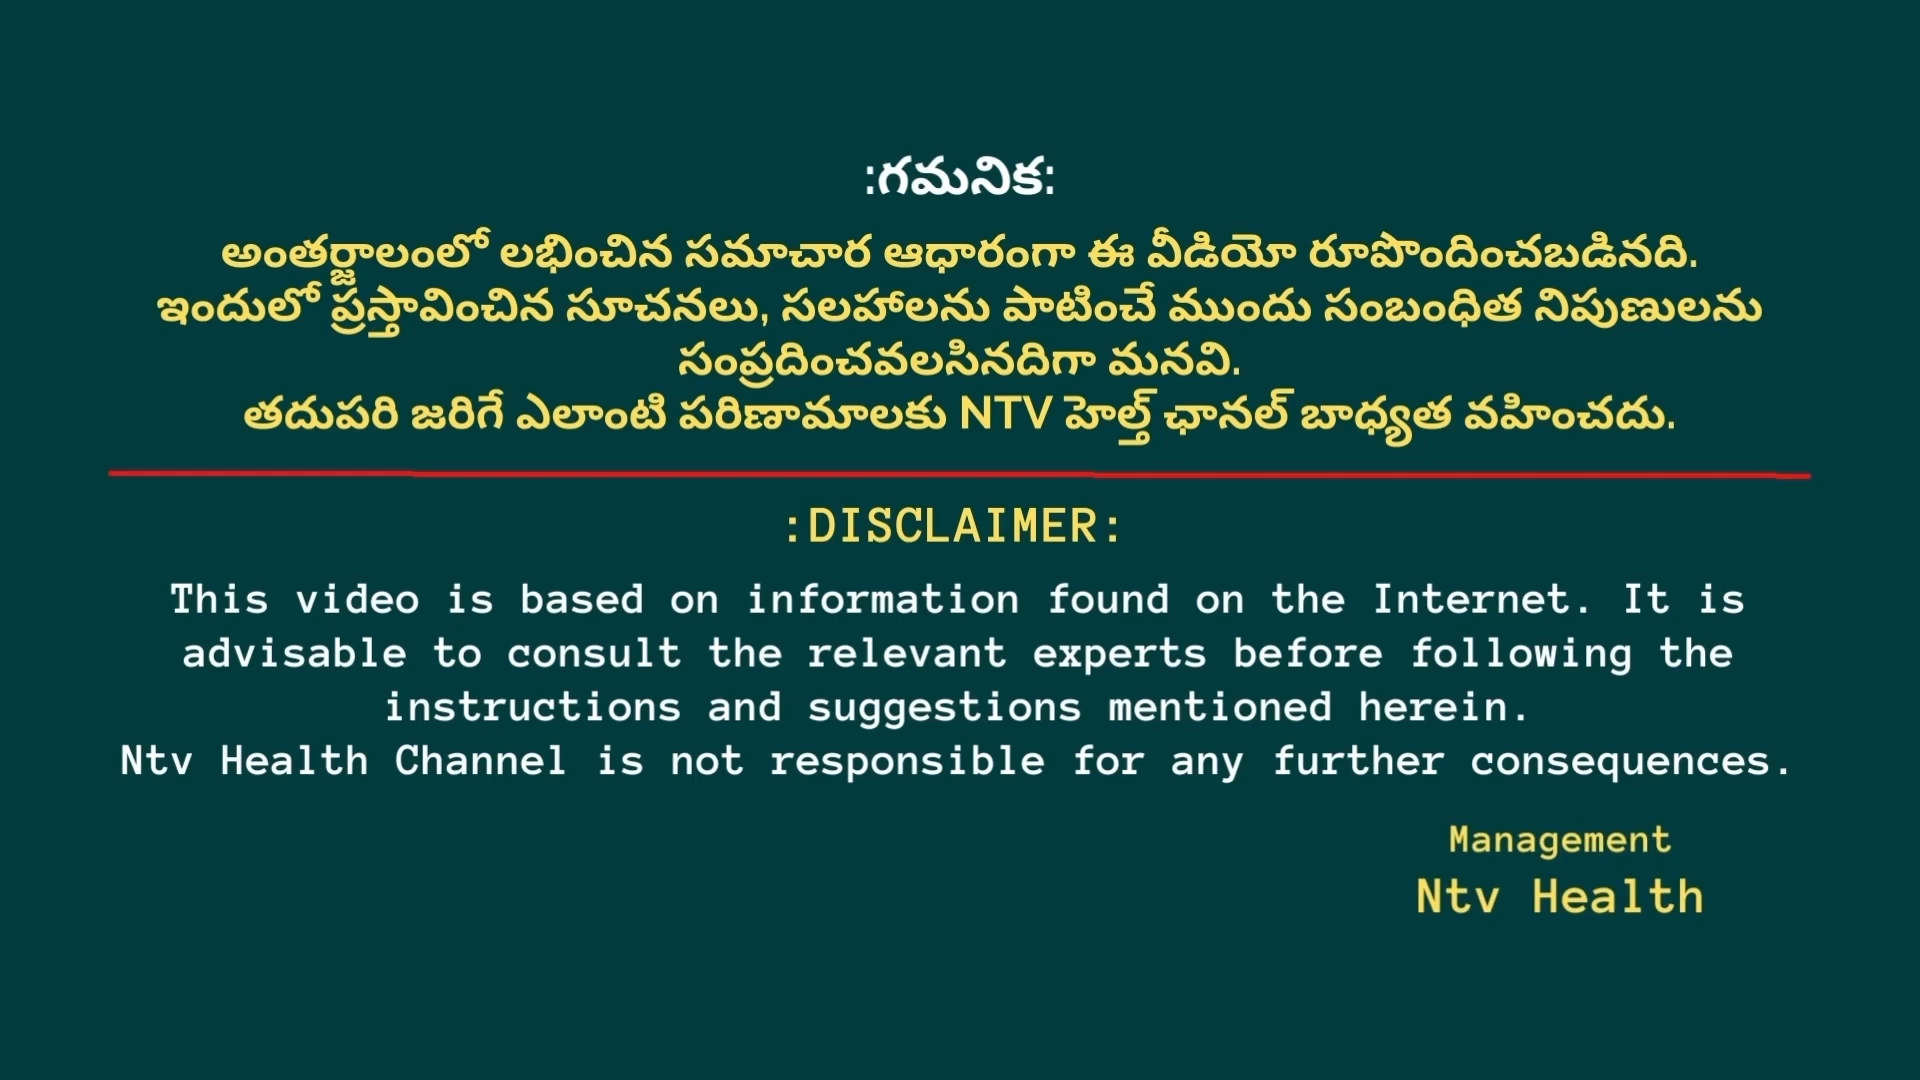 :గమనిక:
అంతర్జాలంలో లభించిన సమాచార ఆధారంగా ఈ వీడియో రూపొందించబడినది.
ఇందులో ప్రస్తావించిన సూచనలు, సలహాలను పాటించే ముందు సంబంధిత నిపుణులను
సంప్రదించవలసినదిగా మనవి.
తదుపరి జరిగే ఎలాంటి పరిణామాలకు NTV హెల్త్ ఛానల్ బాధ్యత వహించదు.
:DISCLAIMER:
This video is based on information found on the Internet. It is
advisable to consult the relevant experts before following the
instructions and suggestions mentioned herein.
Ntv Health Channel is not responsible for any further consequences.
Management
Ntv Health